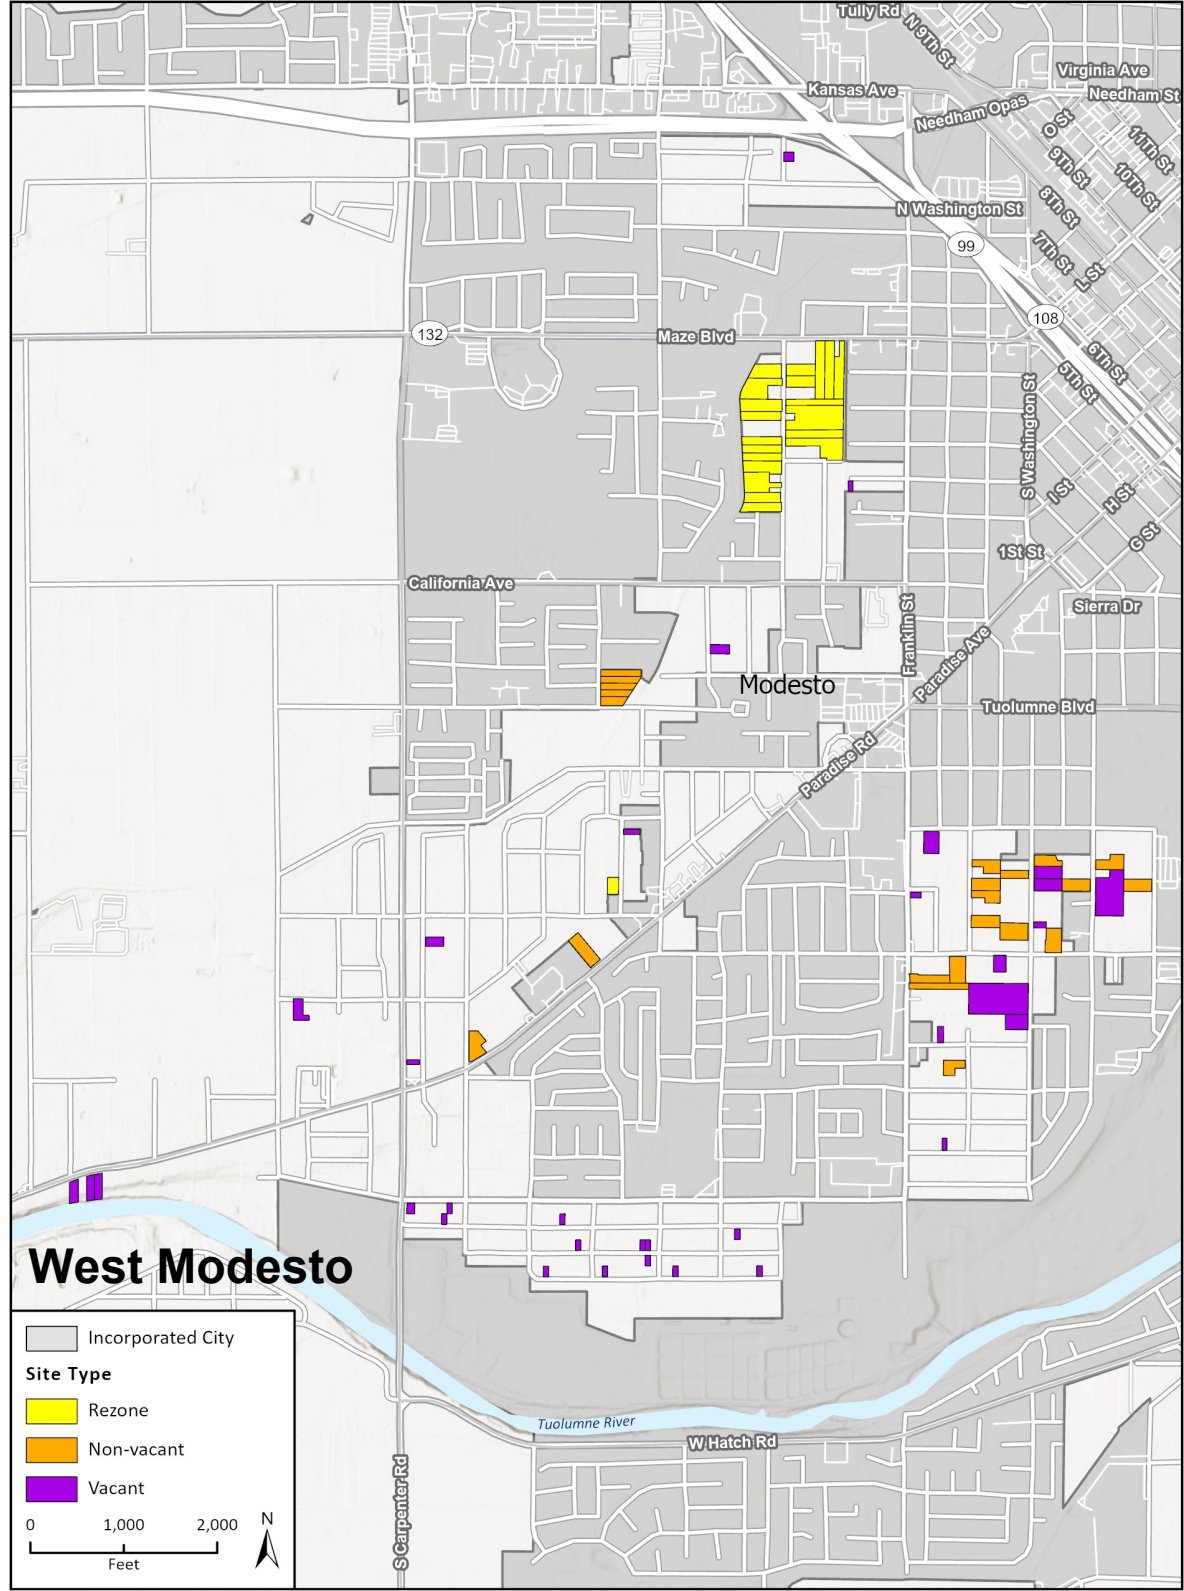 Tully Rd
N 9Th St
Virginia Ave
Kansas Ave
Needham St
Needham Opas
O St
11Th St
9Th St
10Th St
8Th St
N Washington St
7Th St
99
L St
108
132
Maze Blvd
6Th St
5Th St
S Washington St
I St
H St
G St
1St St
California Ave
Sierra Dr
Franklin St
Paradise Ave
Modesto
Tuolumne Blvd
Paradise Rd
West Modesto
Incorporated City
Site Type
Rezone
Non-vacant
Vacant
0 1,000 2,000
Feet
N
Tuolumne River
W Hatch Rd
S Carpenter Rd